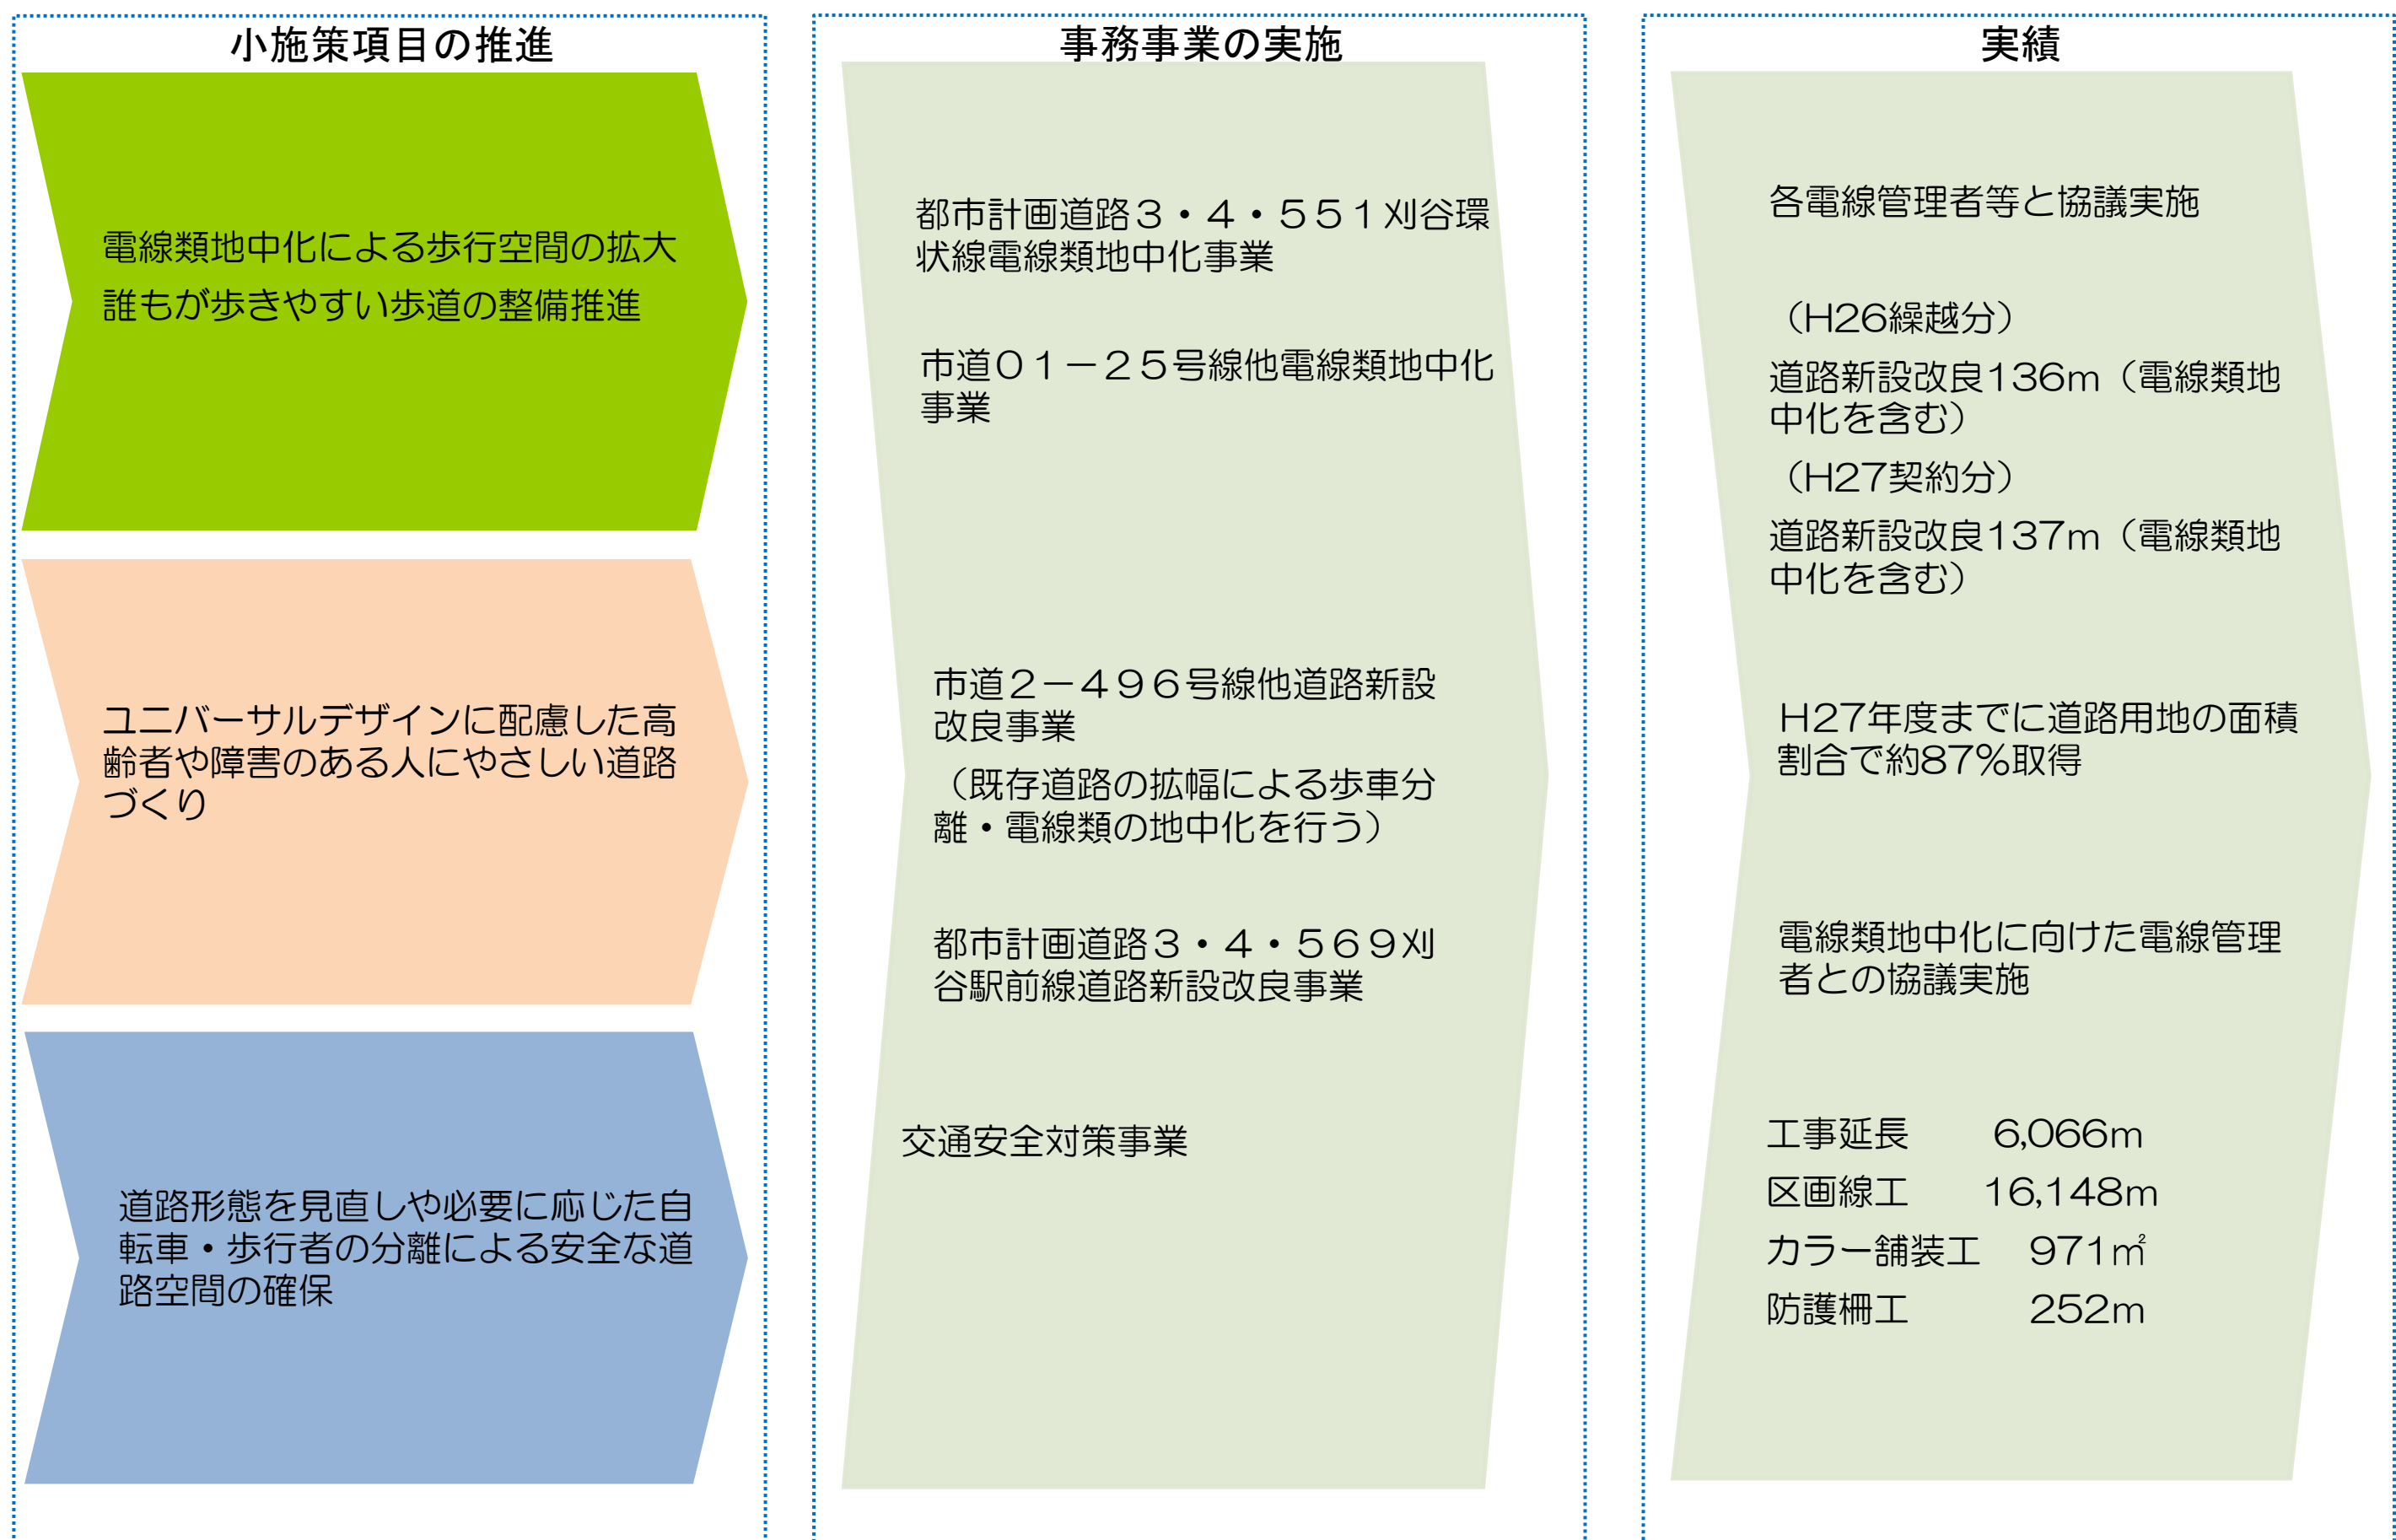 小施策項目の推進
電線類地中化による歩行空間の拡大
誰もが歩きやすい歩道の整備推進
ユニバーサルデザインに配慮した高
齢者や障害のある人にやさしい道路
づくり
道路形態を見直しや必要に応じた自
転車・歩行者の分離による安全な道
路空間の確保
事務事業の実施
都市計画道路３・４・５５１刈谷環
状線電線類地中化事業
市道０１－２５号線他電線類地中化
事業
市道２－４９６号線他道路新設
改良事業
（既存道路の拡幅による歩車分
離・電線類の地中化を行う）
都市計画道路３・４・５６９刈
谷駅前線道路新設改良事業
交通安全対策事業
実績
各電線管理者等と協議実施
（H26繰越分）
道路新設改良136m（電線類地
中化を含む）
（H27契約分）
道路新設改良137m（電線類地
中化を含む）
Ｈ27年度までに道路用地の面積
割合で約87％取得
電線類地中化に向けた電線管理
者との協議実施
工事延長　　6,066m
区画線工　　16,148m
カラー舗装工　971㎡
防護柵工　　　252m